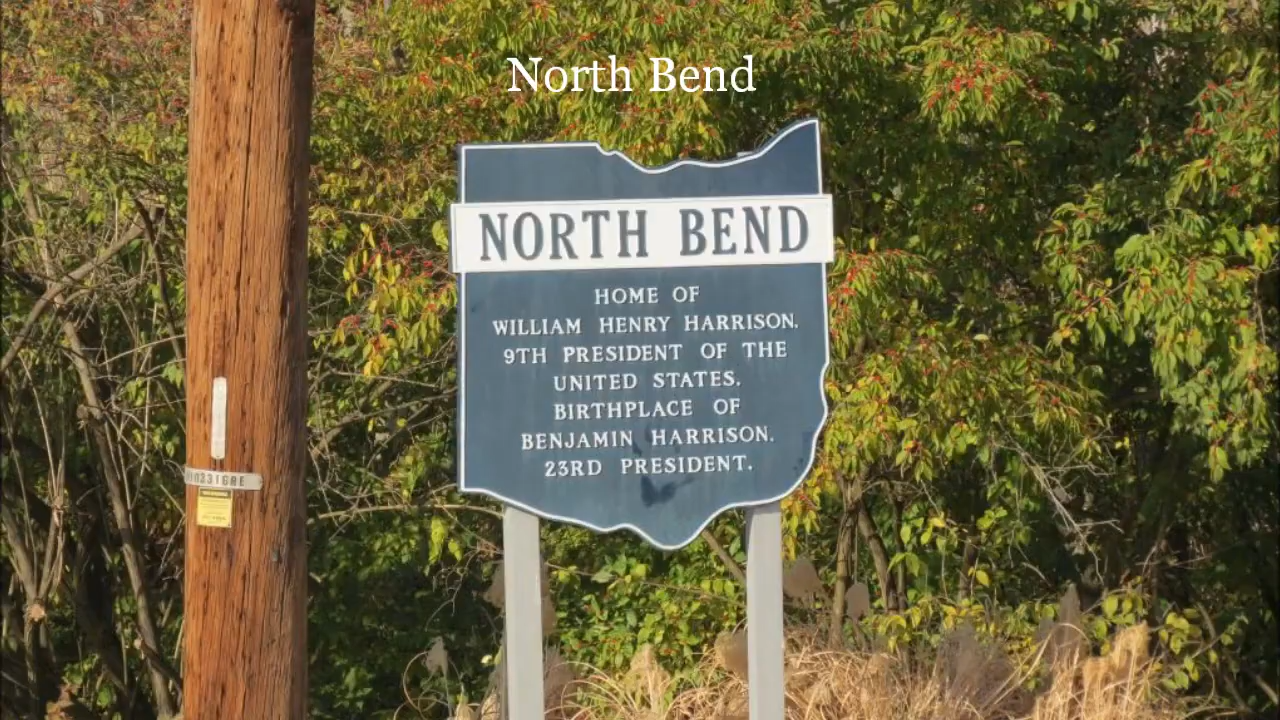 North Bend
NORTH BEND
HOME OF
WILLIAM HENRY HARRISON.
9TH PRESIDENT OF THE
UNITED STATES.
BIRTHPLACE OF
BENJAMIN HARRISON.
23RD PRESIDENT.